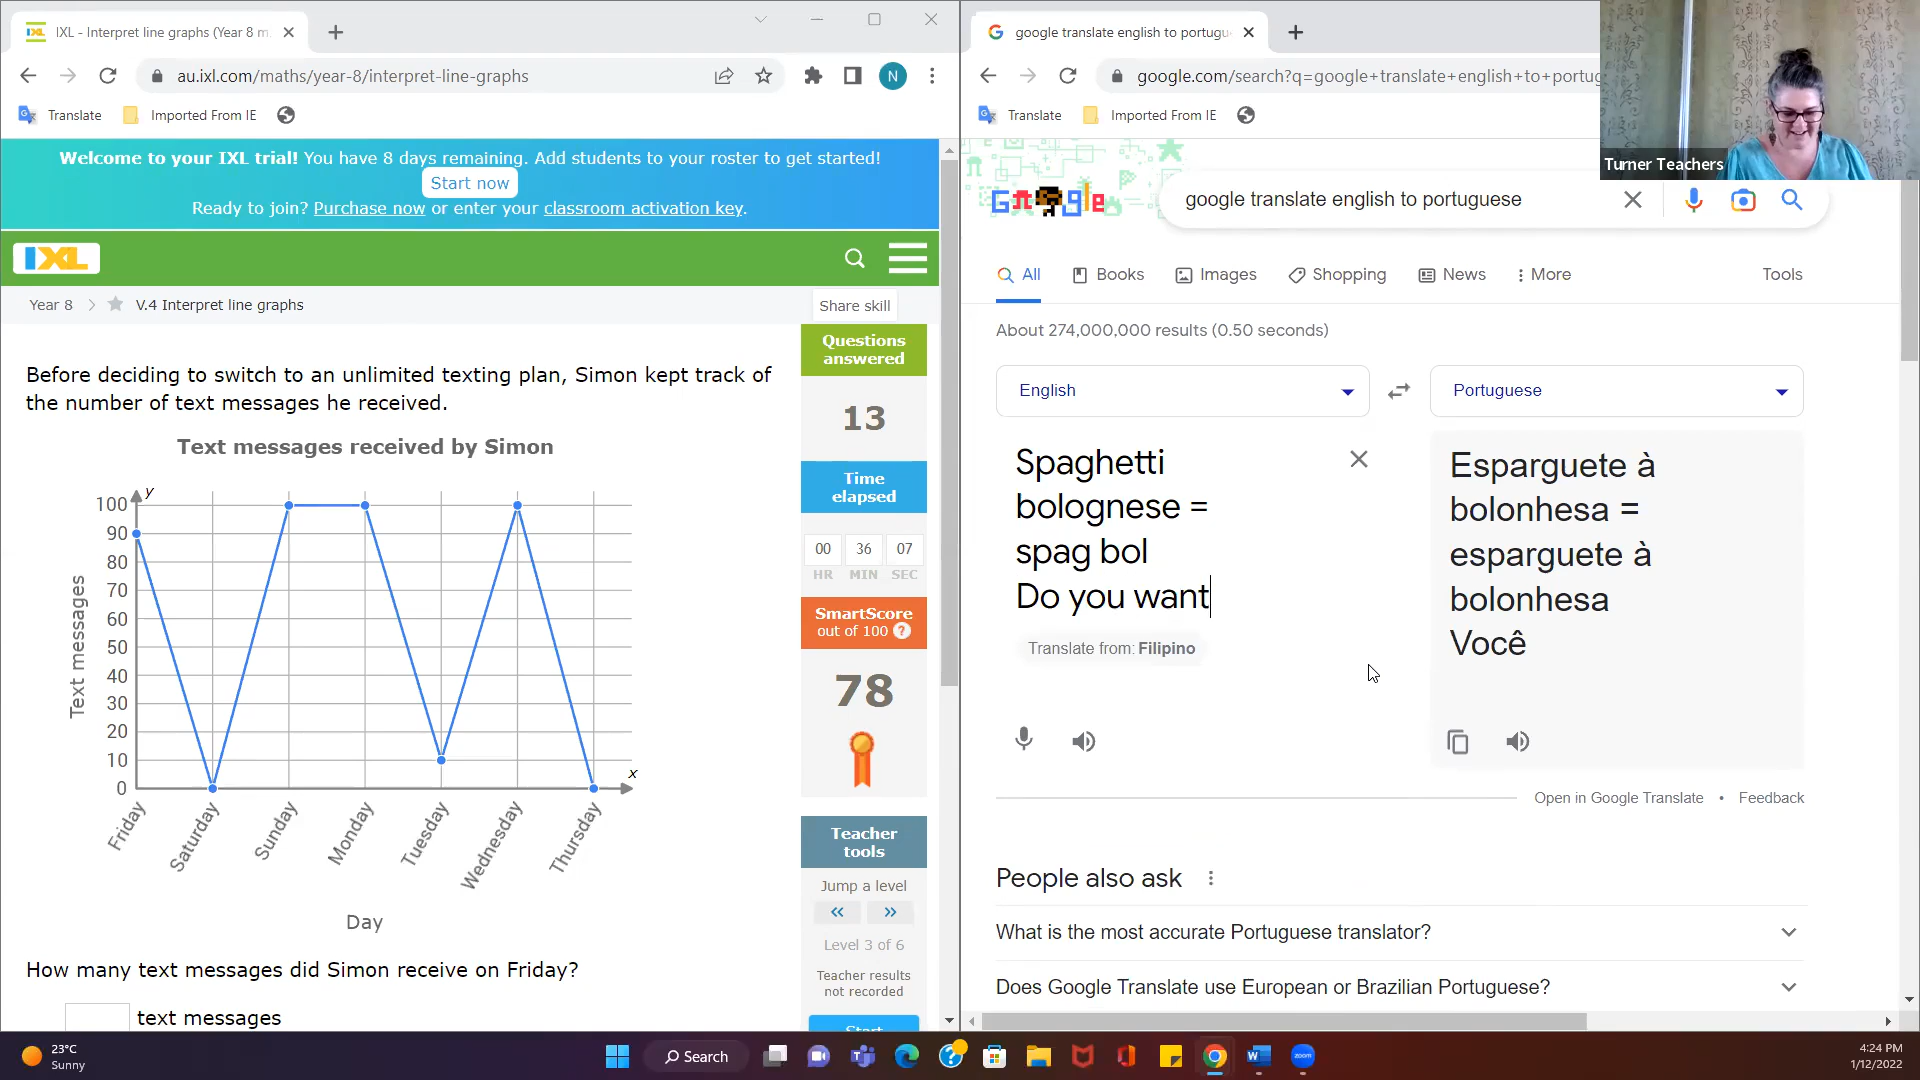 IXL - Interpret line graphs (Year 8 m
au.ixl.com/maths/year-8/interpret-line-graphs
N
Translate
Imported From IE
Welcome to your IXL trial! You have 8 days remaining. Add students to your roster to get started!
Start now
Ready to join? Purchase now or enter your classroom activation key.
IXL
Year 8
V.4 Interpret line graphs
Share skill
Before deciding to switch to an unlimited texting plan, Simon kept track of
the number of text messages he received.
Text messages received by Simon
y
100
90
80
70
60
50
40
30
20
10
0
Text messages
x
Friday
Saturday
Sunday
Monday
Tuesday
Wednesday
Thursday
Day
How many text messages did Simon receive on Friday?
text messages
Questions
answered
13
Time
elapsed
00 36 07
HR MIN SEC
SmartScore
out of 100 ?
78
Teacher
tools
Jump a level
Level 3 of 6
Teacher results
not recorded
Start
google translate english to portugu
google.com/search?q=google+translate+english+to+portug
Translate
Imported From IE
Turner Teachers
Google
google translate english to portuguese
All
Books
Images
Shopping
News
More
Tools
About 274,000,000 results (0.50 seconds)
English
Portuguese
Spaghetti
bolognese =
spag bol
Do you want
Translate from: Filipino
Esparguete à
bolonhesa =
esparguete à
bolonhesa
Você
Open in Google Translate • Feedback
People also ask
What is the most accurate Portuguese translator?
Does Google Translate use European or Brazilian Portuguese?
23°C
Sunny
Search
zoom
4:24 PM
1/12/2022